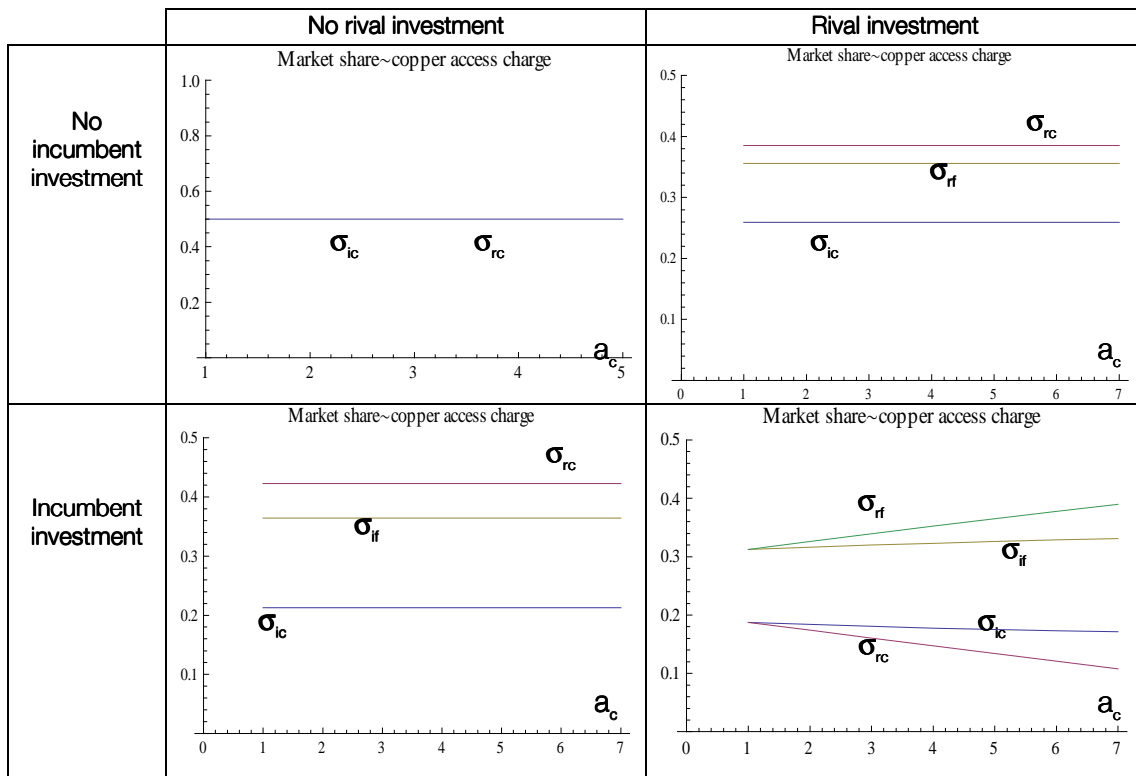 No rival investment
Rival investment
No
incumbent
investment
Market share~copper access charge
1.0
0.8
0.6
0.4
0.2
σic
σrc
ac
1 2 3 4 5
Market share~copper access charge
0.5
0.4
0.3
0.2
0.1
σrc
σrf
σic
ac
0 1 2 3 4 5 6 7
Incumbent
investment
Market share~copper access charge
0.5
0.4
0.3
0.2
0.1
σrc
σif
σic
ac
0 1 2 3 4 5 6 7
Market share~copper access charge
0.5
0.4
0.3
0.2
0.1
σrf
σif
σic
σrc
ac
0 1 2 3 4 5 6 7